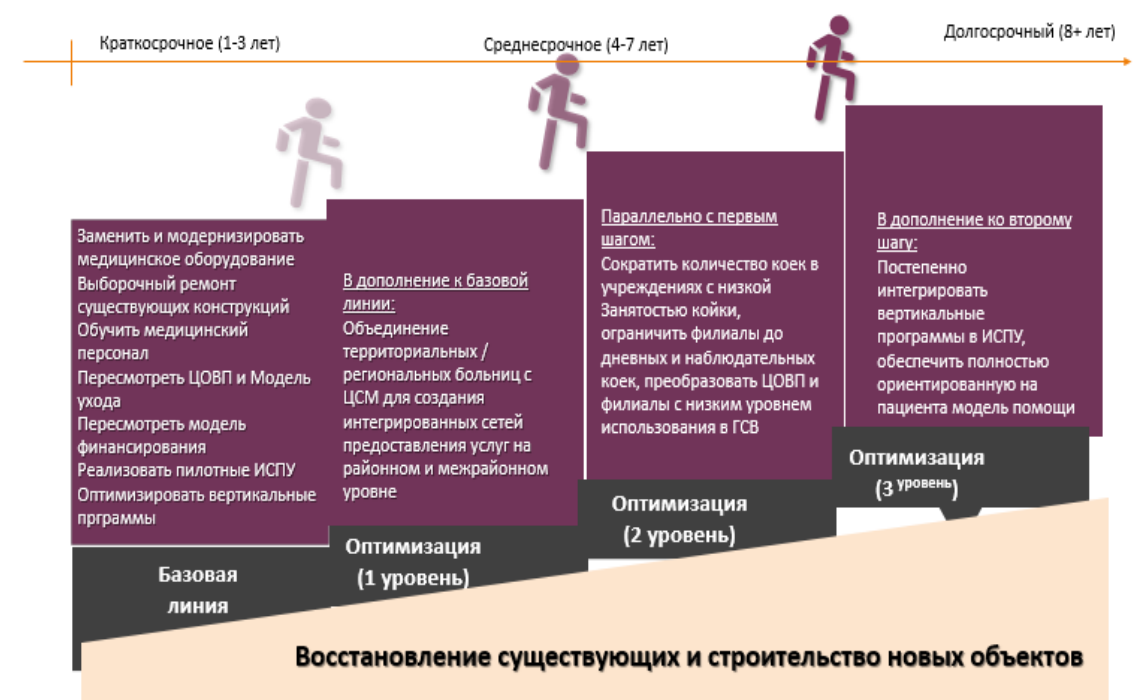 Краткосрочное (1-3 лет)
Среднесрочное (4-7 лет)
Долгосрочный (8+ лет)
Заменить и модернизировать
медицинское оборудование
Выборочный ремонт
существующих конструкций
Обучить медицинский
персонал
Пересмотреть ЦОВП и Модель
ухода
Пересмотреть модель
финансирования
Реализовать пилотные ИСПУ
Оптимизировать вертикальные
прграммы
Базовая
линия
В дополнение к базовой
линии:
Объединение
территориальных /
региональных больниц с
ЦСМ для создания
интегрированных сетей
предоставления услуг на
районном и межрайонном
уровне
Оптимизация
(1 уровень)
Параллельно с первым
шагом:
Сократить количество коек в
учреждениях с низкой
Занятостью койки,
ограничить филиалы до
дневных и наблюдательных
коек, преобразовать ЦОВП и
филиалы с низким уровнем
использования в ГСВ
Оптимизация
(2 уровень)
В дополнение ко второму
шагу:
Постепенно
интегрировать
вертикальные
программы в ИСПУ,
обеспечить полностью
ориентированную на
пациента модель помощи
Оптимизация
(3 уровень)
Восстановление существующих и строительство новых объектов